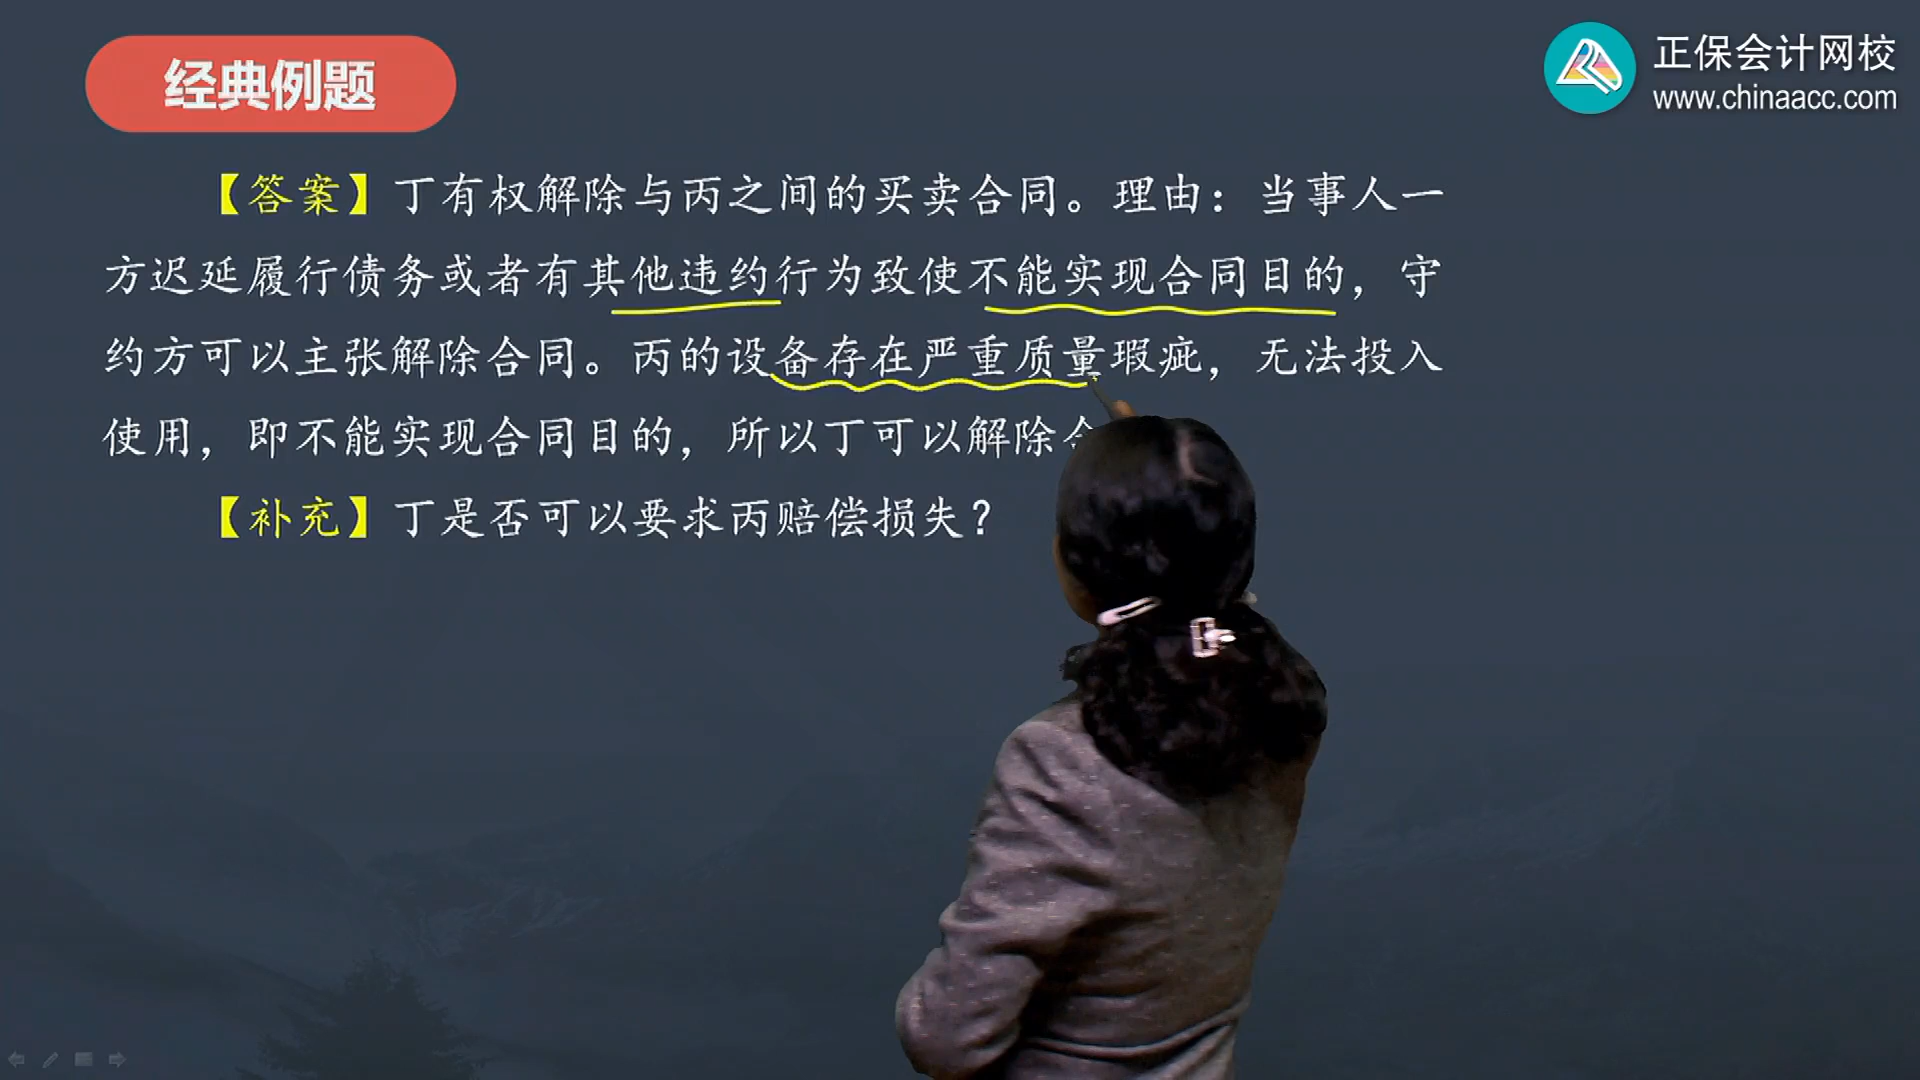 经典例题
正保会计网校
www.chinaacc.com
【答案】丁有权解除与丙之间的买卖合同。理由：当事人一
方迟延履行债务或者有其他违约行为致使不能实现合同目的，守
约方可以主张解除合同。丙的设备存在严重质量瑕疵，无法投入
使用，即不能实现合同目的，所以丁可以解除
【补充】丁是否可以要求丙赔偿损失？